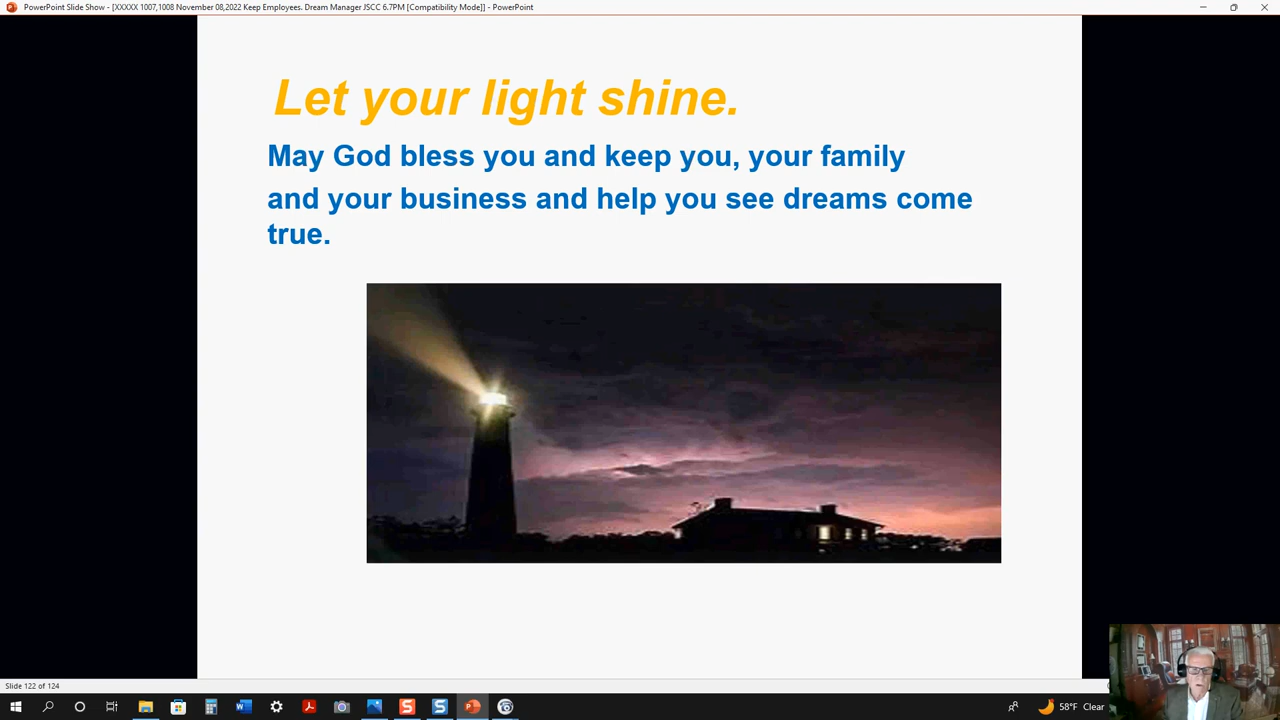 PowerPoint Slide Show - [XXXXX 1007,1008 November 08,2022 Keep Employees. Dream Manager JSCC 6.7PM [Compatibility Mode]] - PowerPoint
Let your light shine.
May God bless you and keep you, your family
and your business and help you see dreams come
true.
Slide 122 of 124
58°F Clear